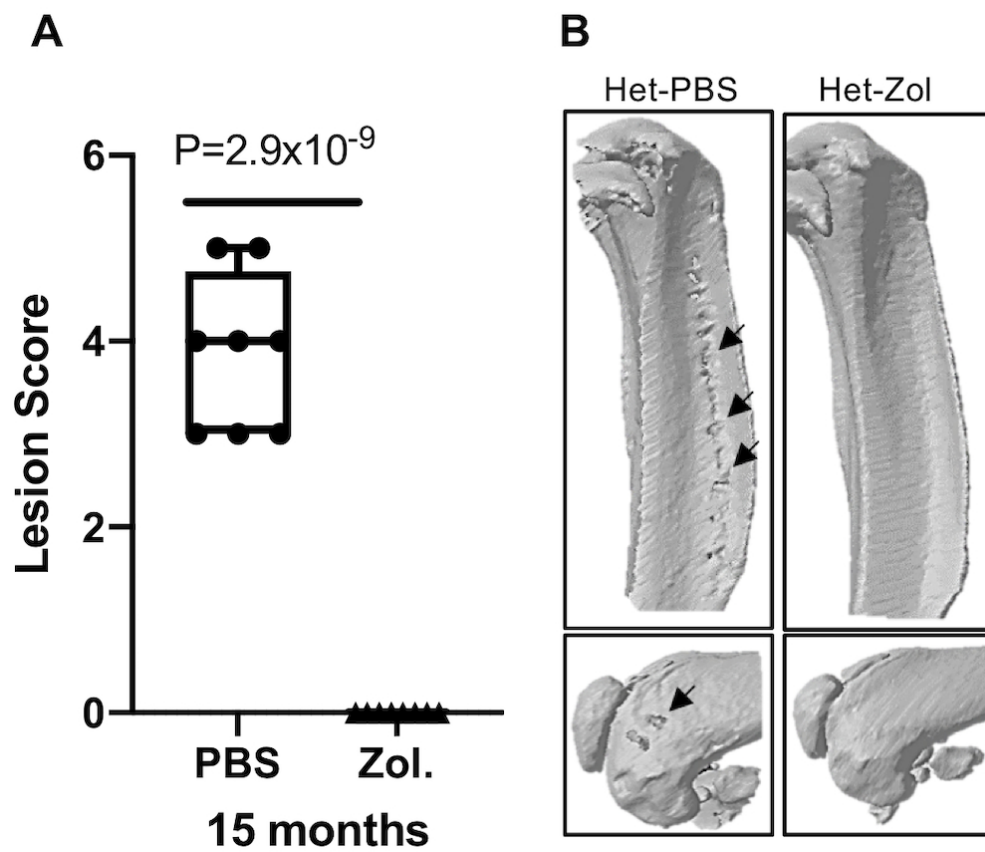 A
P=2.9x10⁻⁹
6
4
2
0
Lesion Score
PBS
Zol.
15 months
B
Het-PBS
Het-Zol